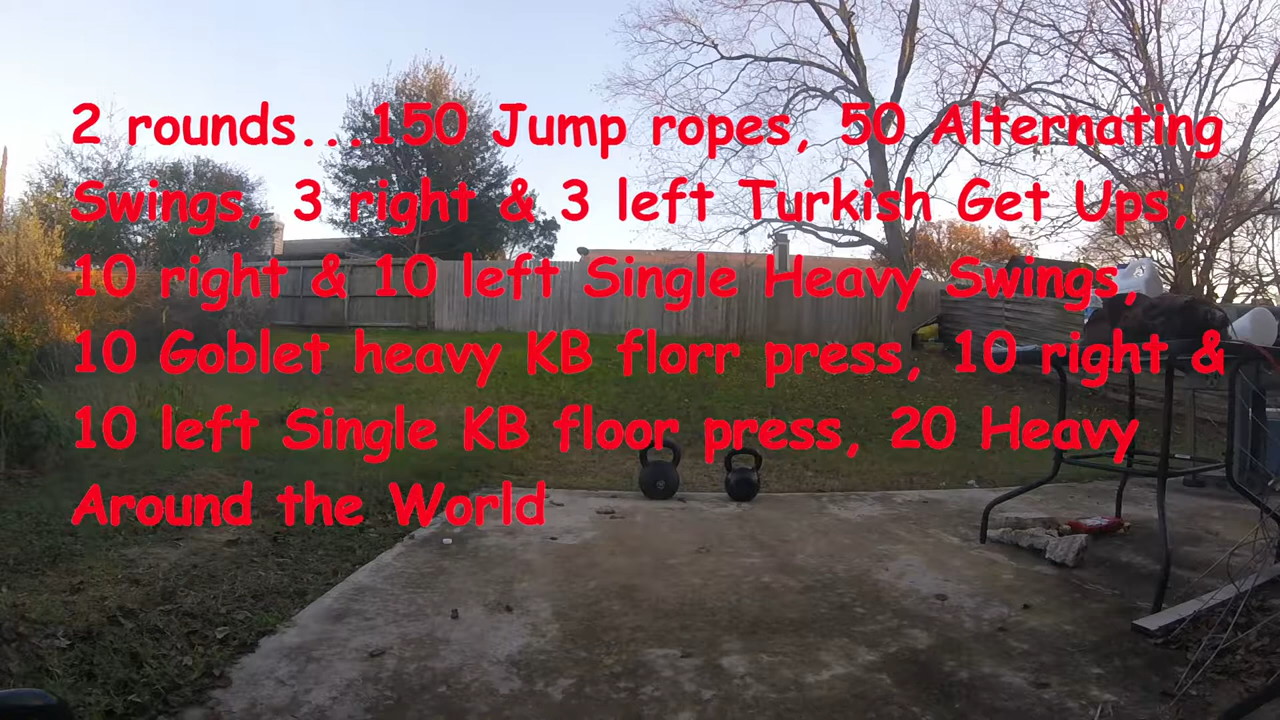 2 rounds...150 Jump ropes, 50 Alternating
Swings, 3 right & 3 left Turkish Get Ups,
10 right & 10 left Single Heavy Swings,
10 Goblet heavy KB florr press, 10 right &
10 left Single KB floor press, 20 Heavy
Around the World